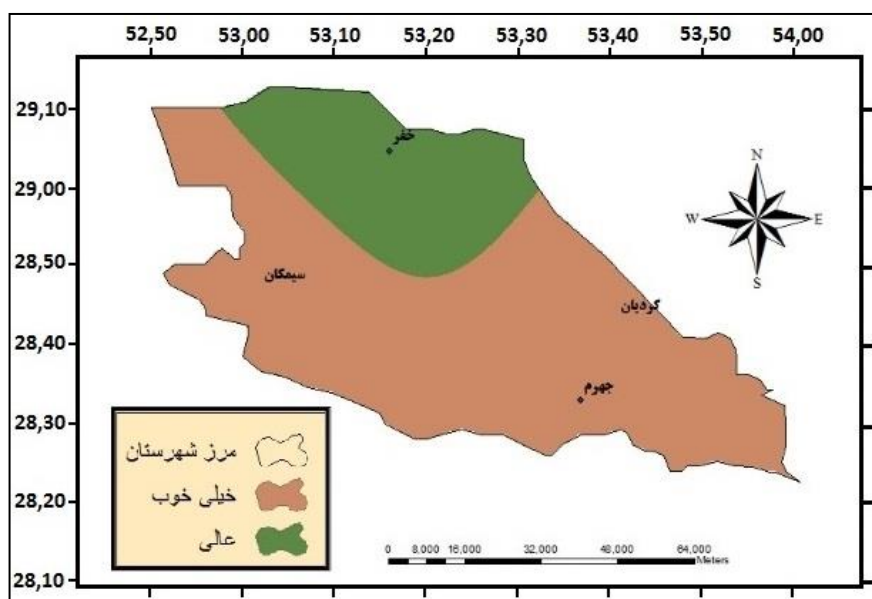 52,50 53,00 53,10 53,20 53,30 53,40 53,50 54,00
29,10
29,00
28,50
28,40
28,30
28,20
28,10
خفر
سیمکان
کردیان
جهرم
N
W E
S
مرز شهرستان
خیلی خوب
عالی
0 8,000 16,000 32,000 48,000 64,000
Meters